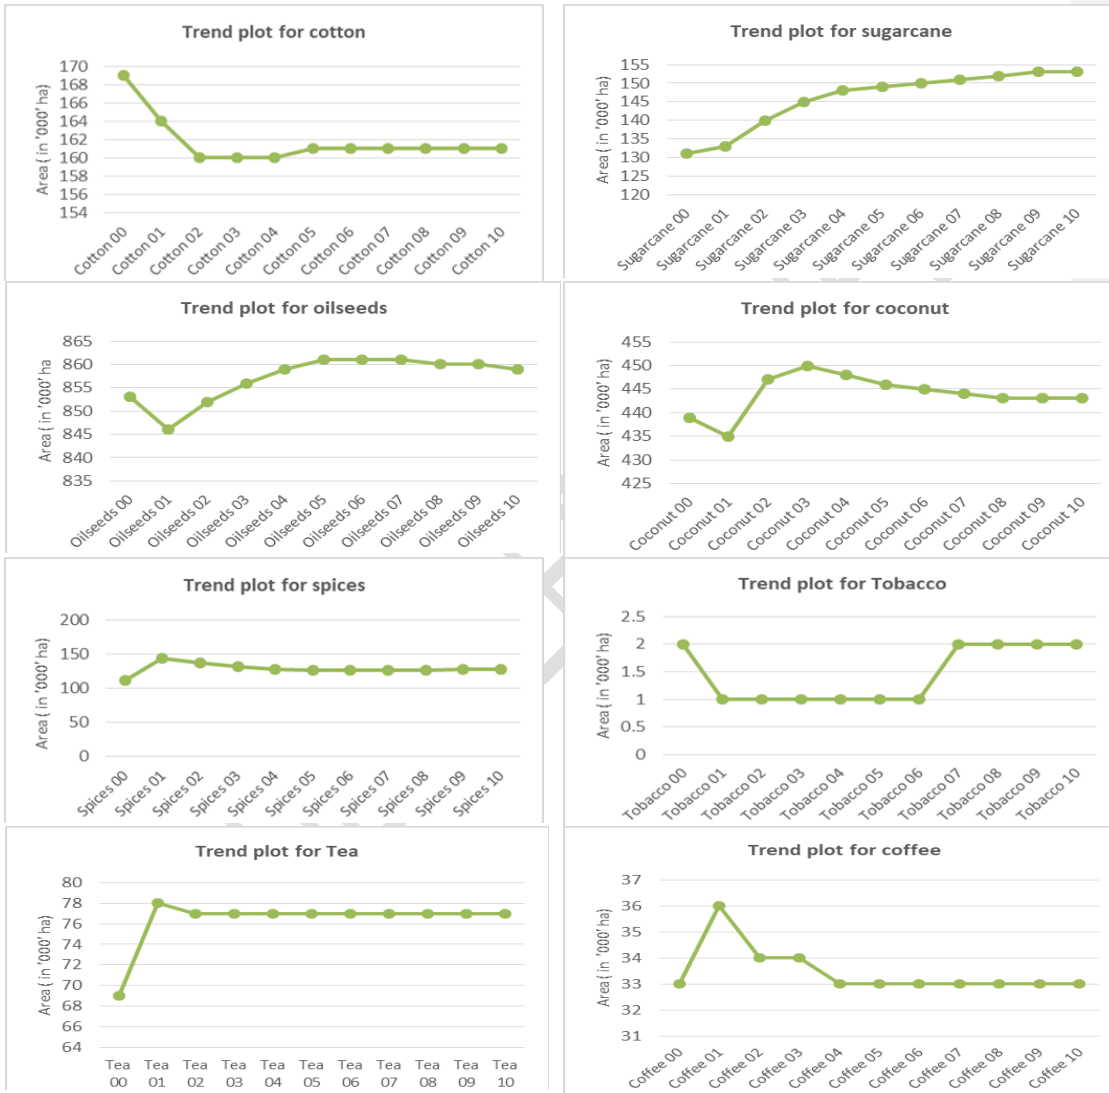 Trend plot for cotton
Area ( in '000' ha)
170
168
166
164
162
160
158
156
154
Cotton 00
Cotton 01
Cotton 02
Cotton 03
Cotton 04
Cotton 05
Cotton 06
Cotton 07
Cotton 08
Cotton 09
Cotton 10
Trend plot for sugarcane
Area ( in '000' ha)
155
150
145
140
135
130
125
120
Sugarcane 00
Sugarcane 01
Sugarcane 02
Sugarcane 03
Sugarcane 04
Sugarcane 05
Sugarcane 06
Sugarcane 07
Sugarcane 08
Sugarcane 09
Sugarcane 10
Trend plot for oilseeds
Area ( in '000' ha
865
860
855
850
845
840
835
Oilseeds 00
Oilseeds 01
Oilseeds 02
Oilseeds 03
Oilseeds 04
Oilseeds 05
Oilseeds 06
Oilseeds 07
Oilseeds 08
Oilseeds 09
Oilseeds 10
Trend plot for coconut
Area ( in '000' ha)
455
450
445
440
435
430
425
Coconut 00
Coconut 01
Coconut 02
Coconut 03
Coconut 04
Coconut 05
Coconut 06
Coconut 07
Coconut 08
Coconut 09
Coconut 10
Trend plot for spices
Area ( in '000' ha)
200
150
100
50
0
Spices 00
Spices 01
Spices 02
Spices 03
Spices 04
Spices 05
Spices 06
Spices 07
Spices 08
Spices 09
Spices 10
Trend plot for Tobacco
Area ( in '000' ha)
2.5
2
1.5
1
0.5
0
Tobacco 00
Tobacco 01
Tobacco 02
Tobacco 03
Tobacco 04
Tobacco 05
Tobacco 06
Tobacco 07
Tobacco 08
Tobacco 09
Tobacco 10
Trend plot for Tea
Area ( in '000' ha)
80
78
76
74
72
70
68
66
64
Tea Tea Tea Tea Tea Tea Tea Tea Tea Tea Tea
00 01 02 03 04 05 06 07 08 09 10
Trend plot for coffee
Area ( in '000' ha)
37
36
35
34
33
32
31
Coffee 00
Coffee 01
Coffee 02
Coffee 03
Coffee 04
Coffee 05
Coffee 06
Coffee 07
Coffee 08
Coffee 09
Coffee 10